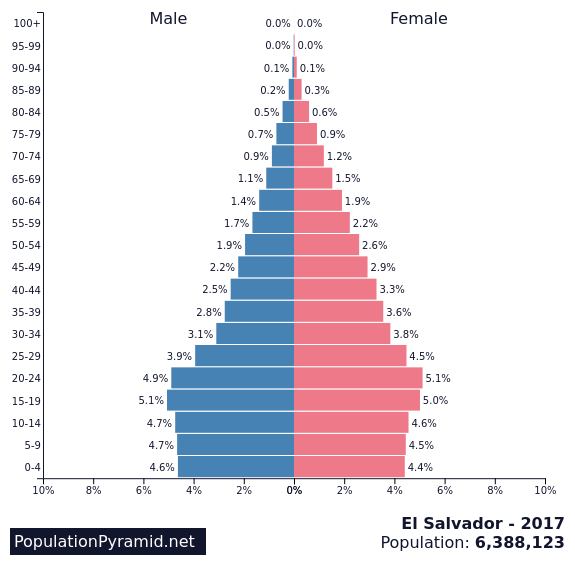 Male Female
100+ 0.0% 0.0%
95-99 0.0% 0.0%
90-94 0.1% 0.1%
85-89 0.2% 0.3%
80-84 0.5% 0.6%
75-79 0.7% 0.9%
70-74 0.9% 1.2%
65-69 1.1% 1.5%
60-64 1.4% 1.9%
55-59 1.7% 2.2%
50-54 1.9% 2.6%
45-49 2.2% 2.9%
40-44 2.5% 3.3%
35-39 2.8% 3.6%
30-34 3.1% 3.8%
25-29 3.9% 4.5%
20-24 4.9% 5.1%
15-19 5.1% 5.0%
10-14 4.7% 4.6%
5-9 4.7% 4.5%
0-4 4.6% 4.4%
10% 8% 6% 4% 2% 0% 2% 4% 6% 8% 10%
El Salvador - 2017
PopulationPyramid.net Population: 6,388,123